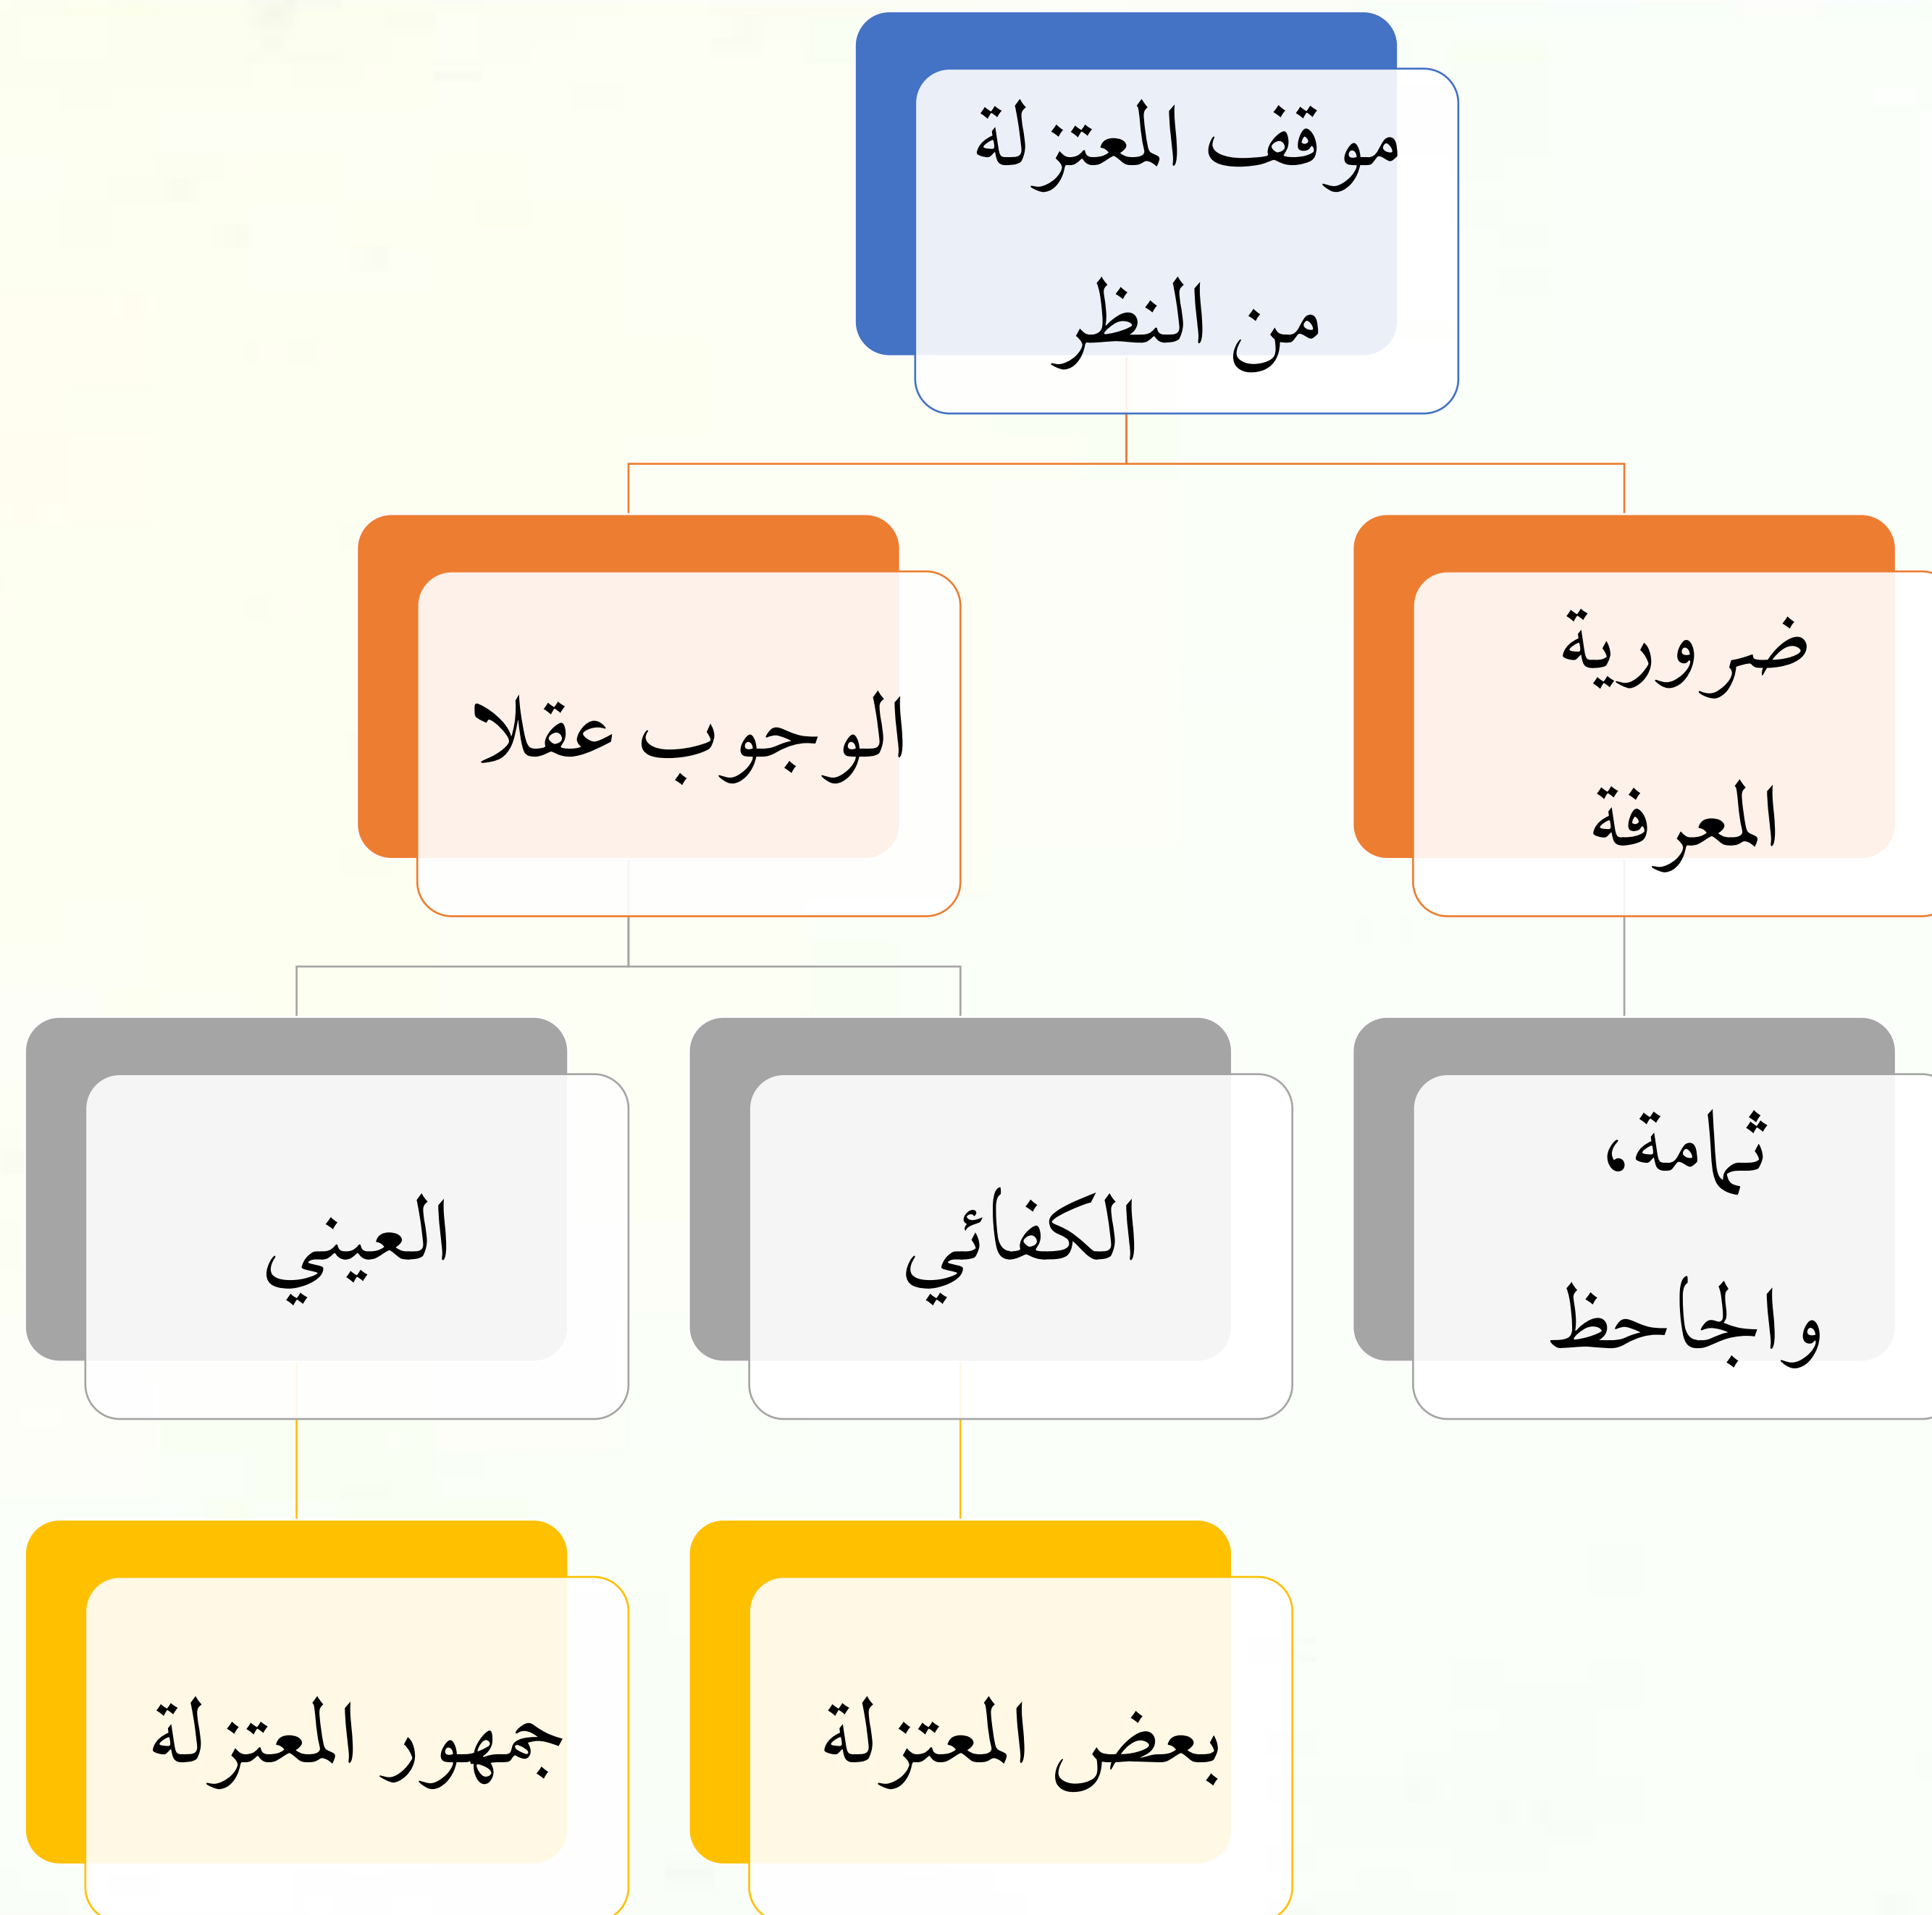 موقف المعتزلة
من النظر
ضرورية
المعرفة
الوجوب عقلا
ثمامة،
والجاحظ
الكفائي
العيني
بعض المعتزلة
جمهور المعتزلة